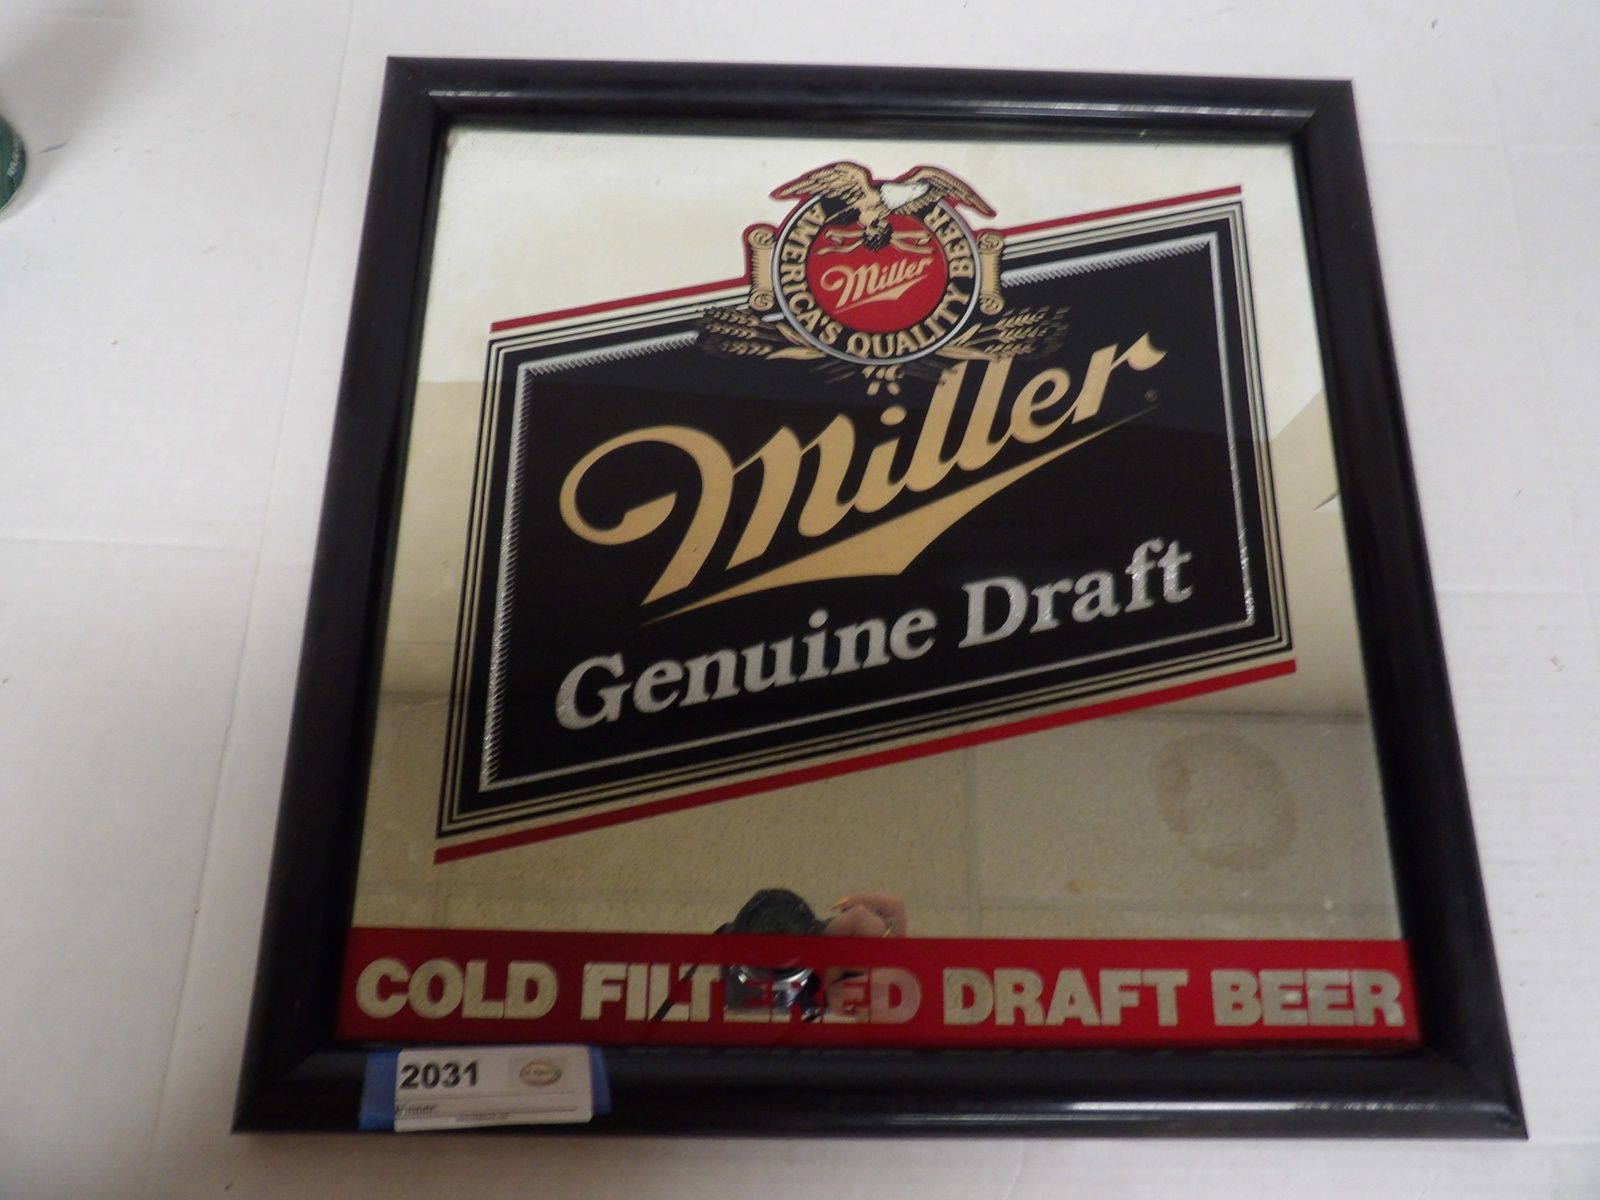 AMERICA'S QUALITY BEER
Miller
Miller ®
Genuine Draft
COLD FILTERED DRAFT BEER
2031
Winner: